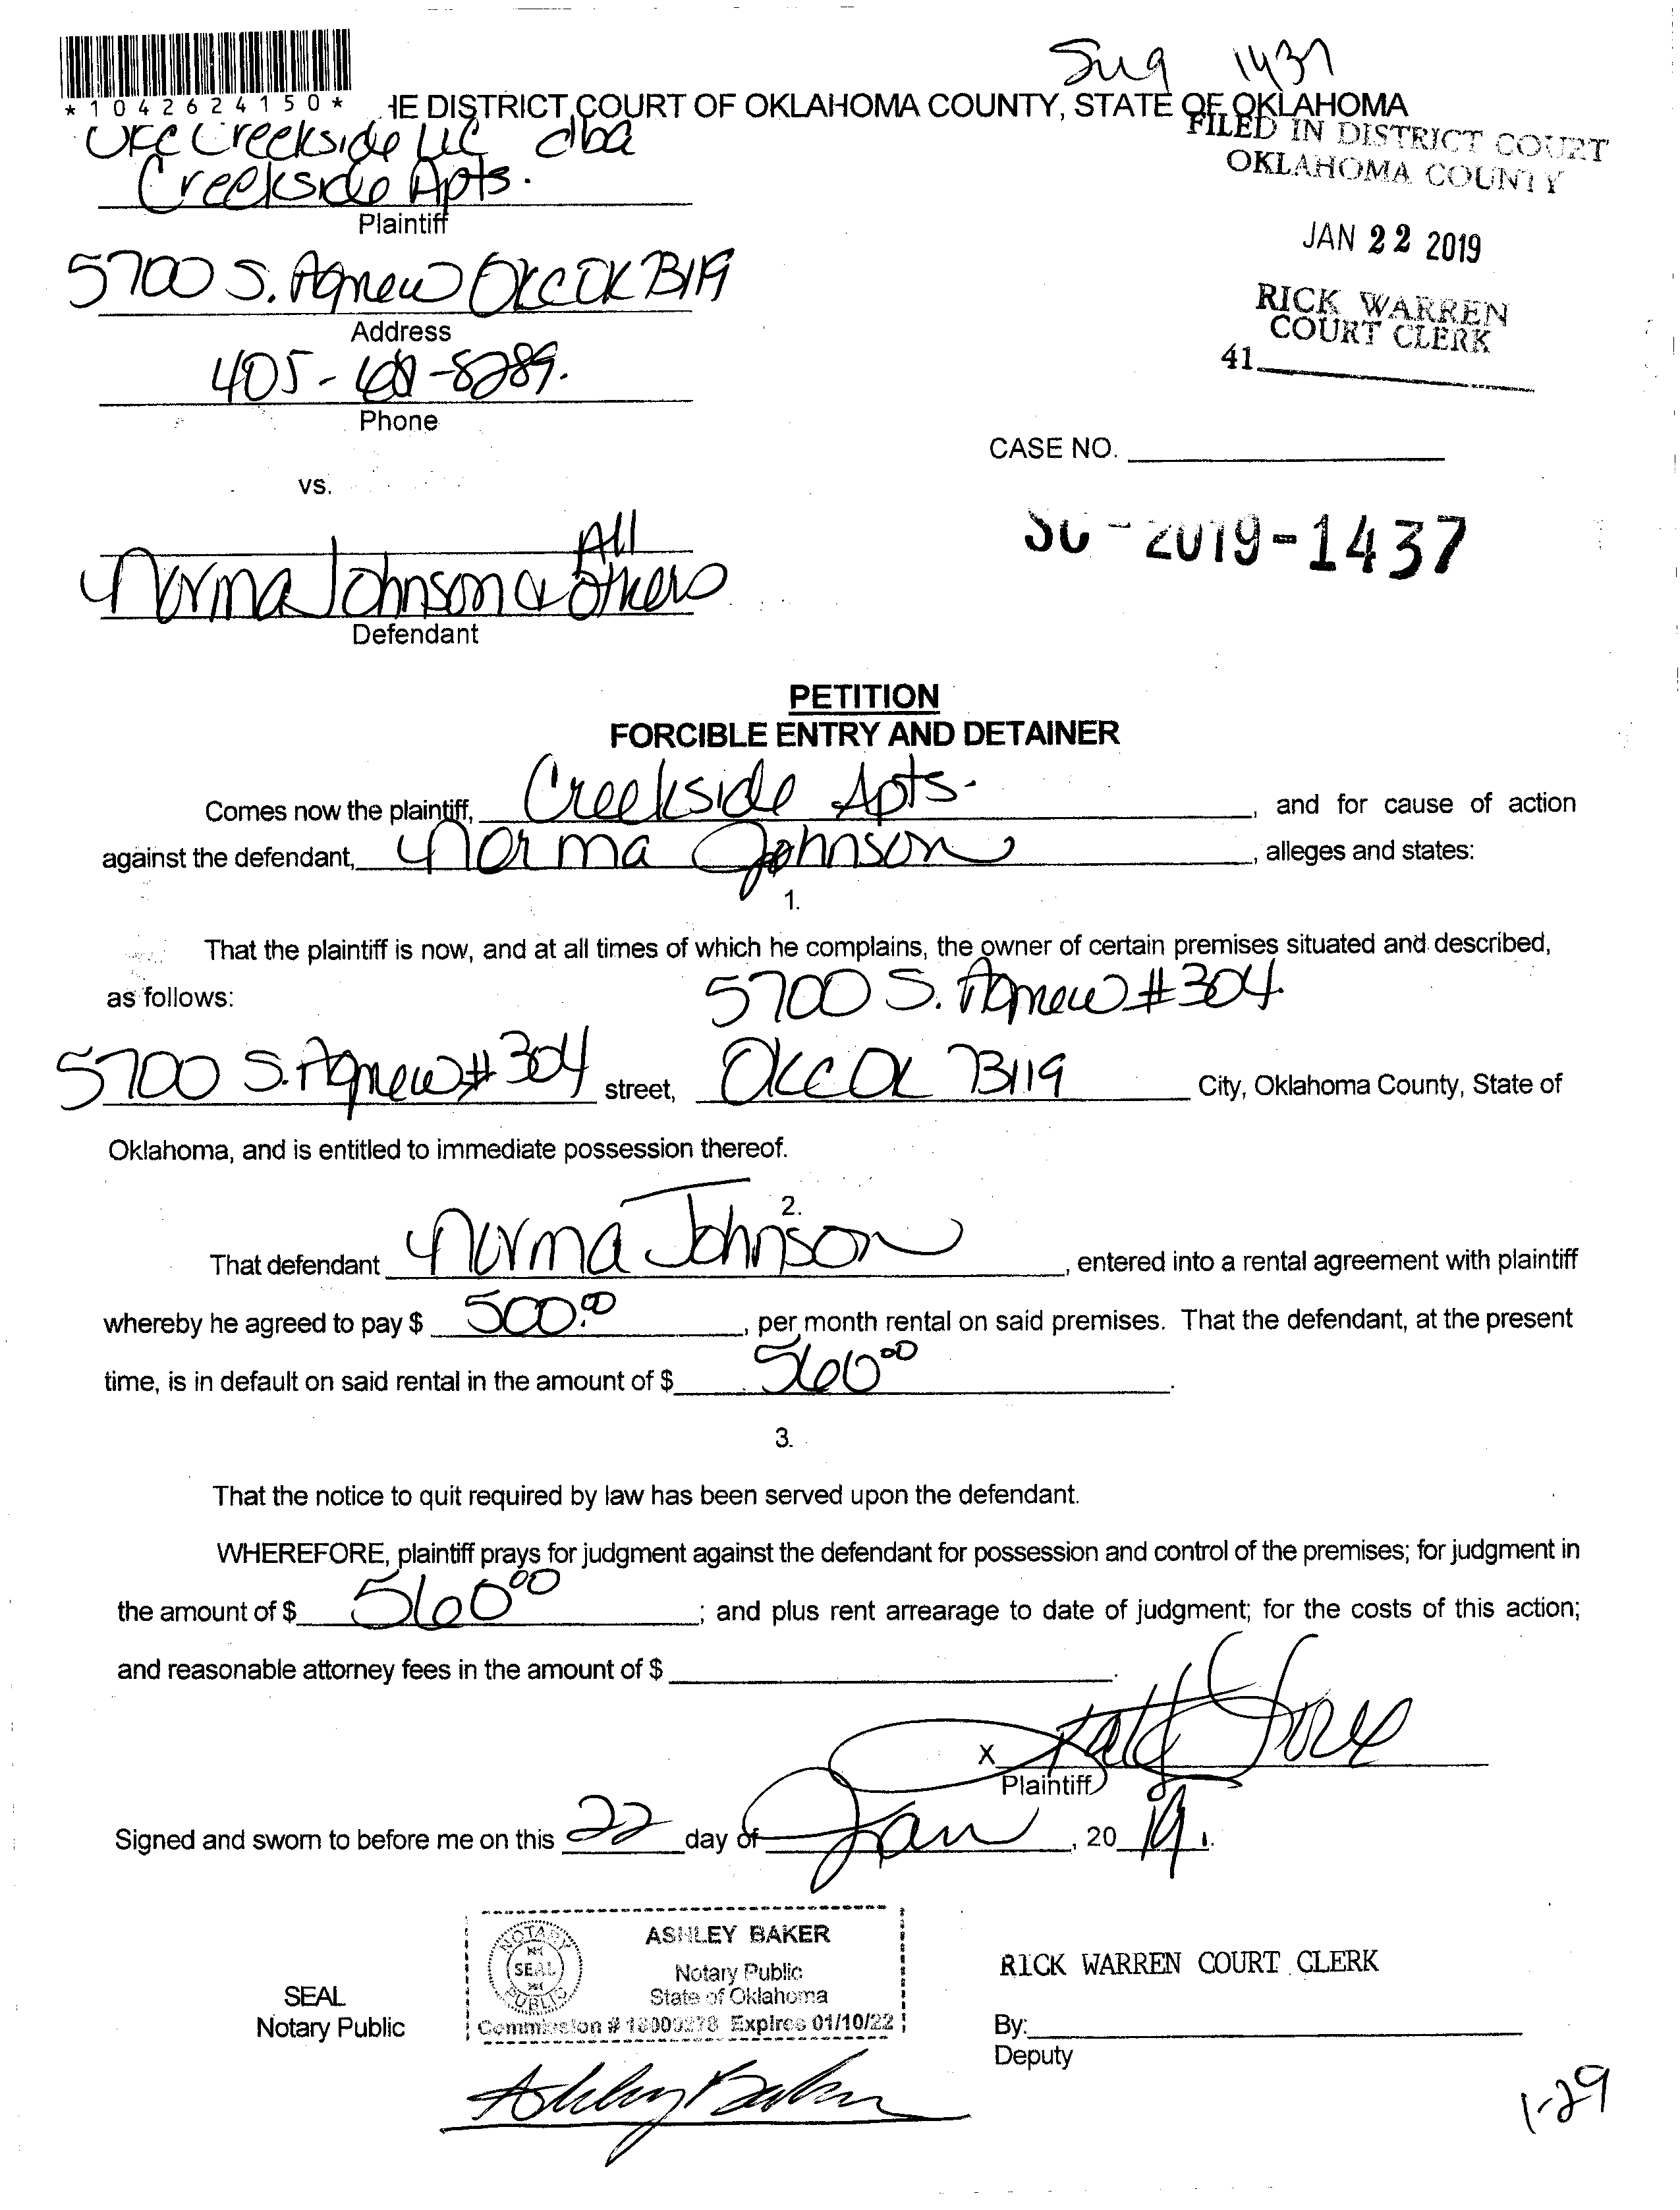 Sug 1437
*1042624150*
HE DISTRICT COURT OF OKLAHOMA COUNTY, STATE OF OKLAHOMA
OKC Creekside LLC dba
Creekside Apts.
Plaintiff
FILED IN DISTRICT COURT
OKLAHOMA COUNTY
JAN 22 2019
RICK WARREN
COURT CLERK
41
5700 S. Agnew OKC OK 73119
Address
405- -8289.
Phone
CASE NO.
vs.
SC-2019-1437
Norma Johnson & All Others
Defendant
PETITION
FORCIBLE ENTRY AND DETAINER
Comes now the plaintiff, Creekside Apts. , and for cause of action
against the defendant, Norma Johnson , alleges and states:
1.
That the plaintiff is now, and at all times of which he complains, the owner of certain premises situated and described,
as follows: 5700 S. Agnew #304
5700 S. Agnew #304 street, OKC OK 73119 City, Oklahoma County, State of
Oklahoma, and is entitled to immediate possession thereof.
2.
That defendant Norma Johnson , entered into a rental agreement with plaintiff
whereby he agreed to pay $ 500.00 , per month rental on said premises. That the defendant, at the present
time, is in default on said rental in the amount of $ 560 00 .
3.
That the notice to quit required by law has been served upon the defendant.
WHEREFORE, plaintiff prays for judgment against the defendant for possession and control of the premises; for judgment in
the amount of $ 560 00 ; and plus rent arrearage to date of judgment; for the costs of this action;
and reasonable attorney fees in the amount of $ .
X
Plaintiff
Signed and sworn to before me on this 22 day of Jan , 20 19 .
ASHLEY BAKER
Notary Public
State of Oklahoma
Commission # 18000278 Expires 01/10/22
NOTARY PUBLIC
SEAL
SEAL
Notary Public
Ashley Baker
RICK WARREN COURT CLERK
By:
Deputy
1-29